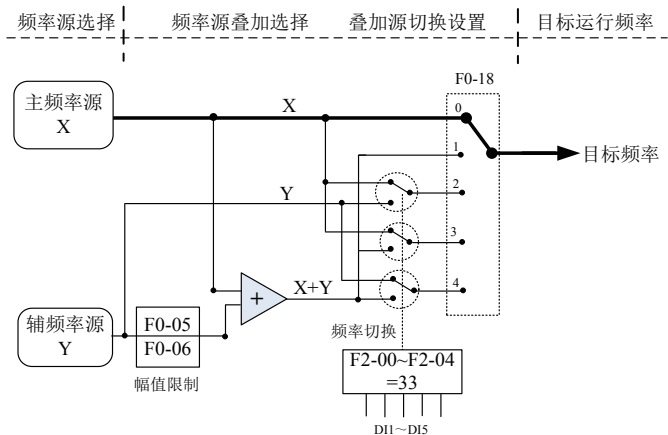 频率源选择 频率源叠加选择 叠加源切换设置 目标运行频率
F0-18
主频率源
X
X
0
1
目标频率
2
Y
3
X+Y
4
+
辅频率源
Y
F0-05
F0-06
幅值限制
频率切换
F2-00~F2-04
=33
DI1～DI5